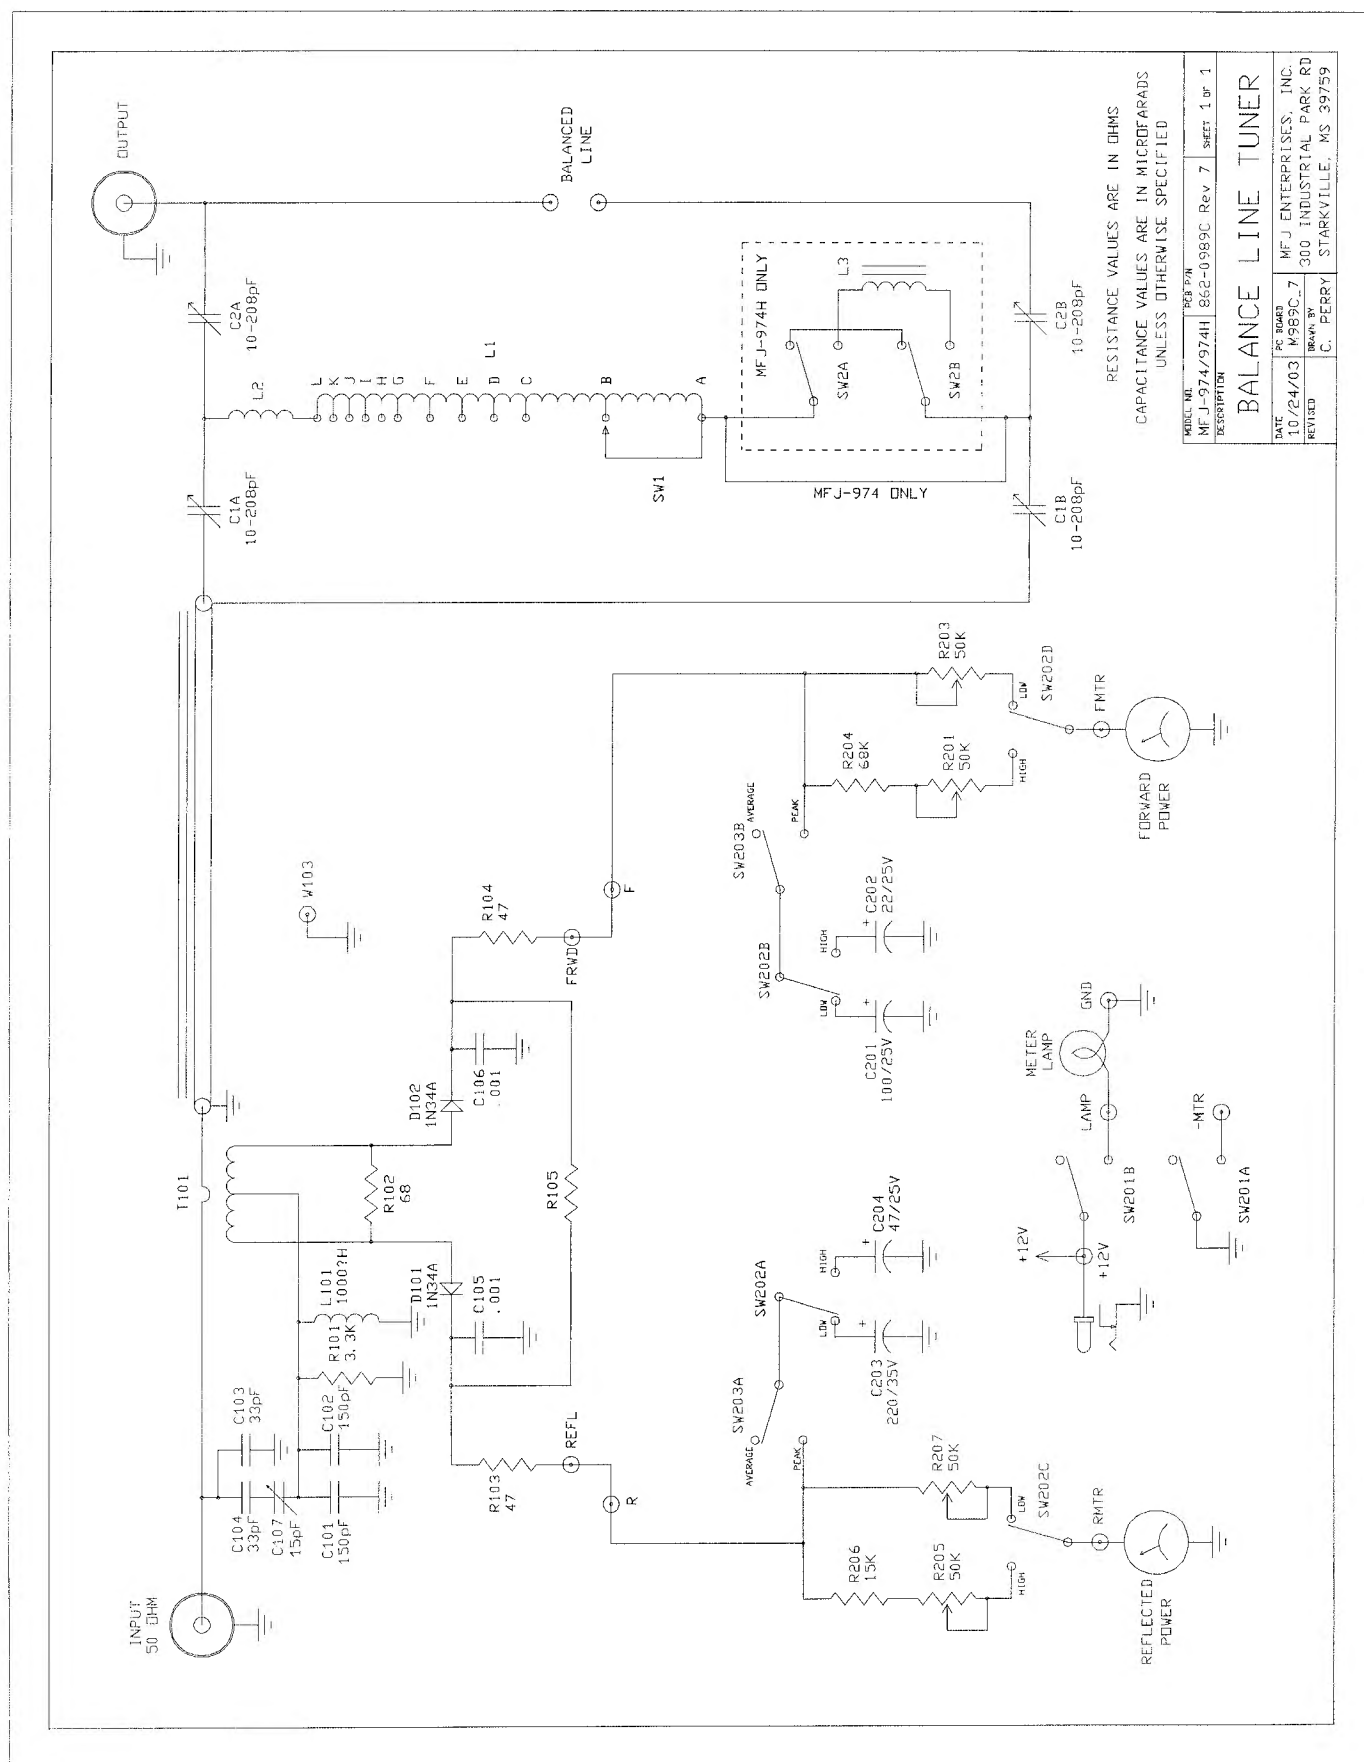 INPUT
50 OHM
C104
33pF
C103
33pF
C107
15pF
C101
150pF
C102
150pF
R101
3.3K
L101
1000?H
T101
R102
68
D101
1N34A
D102
1N34A
C105
.001
C106
.001
R105
R103
47
R104
47
REFL
FRWD
R
F
W103
C1A
10-208pF
C2A
10-208pF
OUTPUT
L2
L
K
J
I
H
G
F
E
D
C
B
A
L1
SW1
BALANCED
LINE
MFJ-974H ONLY
SW2A
SW2B
L3
MFJ-974 ONLY
C1B
10-208pF
C2B
10-208pF
SW203A
AVERAGE
PEAK
SW202A
LOW
HIGH
C203
220/35V
C204
47/25V
R206
15K
R205
50K
R207
50K
HIGH
LOW
SW202C
RMTR
REFLECTED
POWER
SW202B
LOW
HIGH
C201
100/25V
C202
22/25V
SW203B
AVERAGE
PEAK
R204
68K
R201
50K
R203
50K
HIGH
LOW
SW202D
FMTR
FORWARD
POWER
+12V
+12V
SW201B
LAMP
METER
LAMP
GND
SW201A
-MTR
RESISTANCE VALUES ARE IN OHMS
CAPACITANCE VALUES ARE IN MICROFARADS
UNLESS OTHERWISE SPECIFIED
MODEL NO.
MFJ-974/974H
PCB P/N
862-0989C Rev 7
SHEET 1 OF 1
DESCRIPTION
BALANCE LINE TUNER
DATE
10/24/03
PC BOARD
M989C_7
MFJ ENTERPRISES, INC.
300 INDUSTRIAL PARK RD
STARKVILLE, MS 39759
REVISED
DRAWN BY
C. PERRY